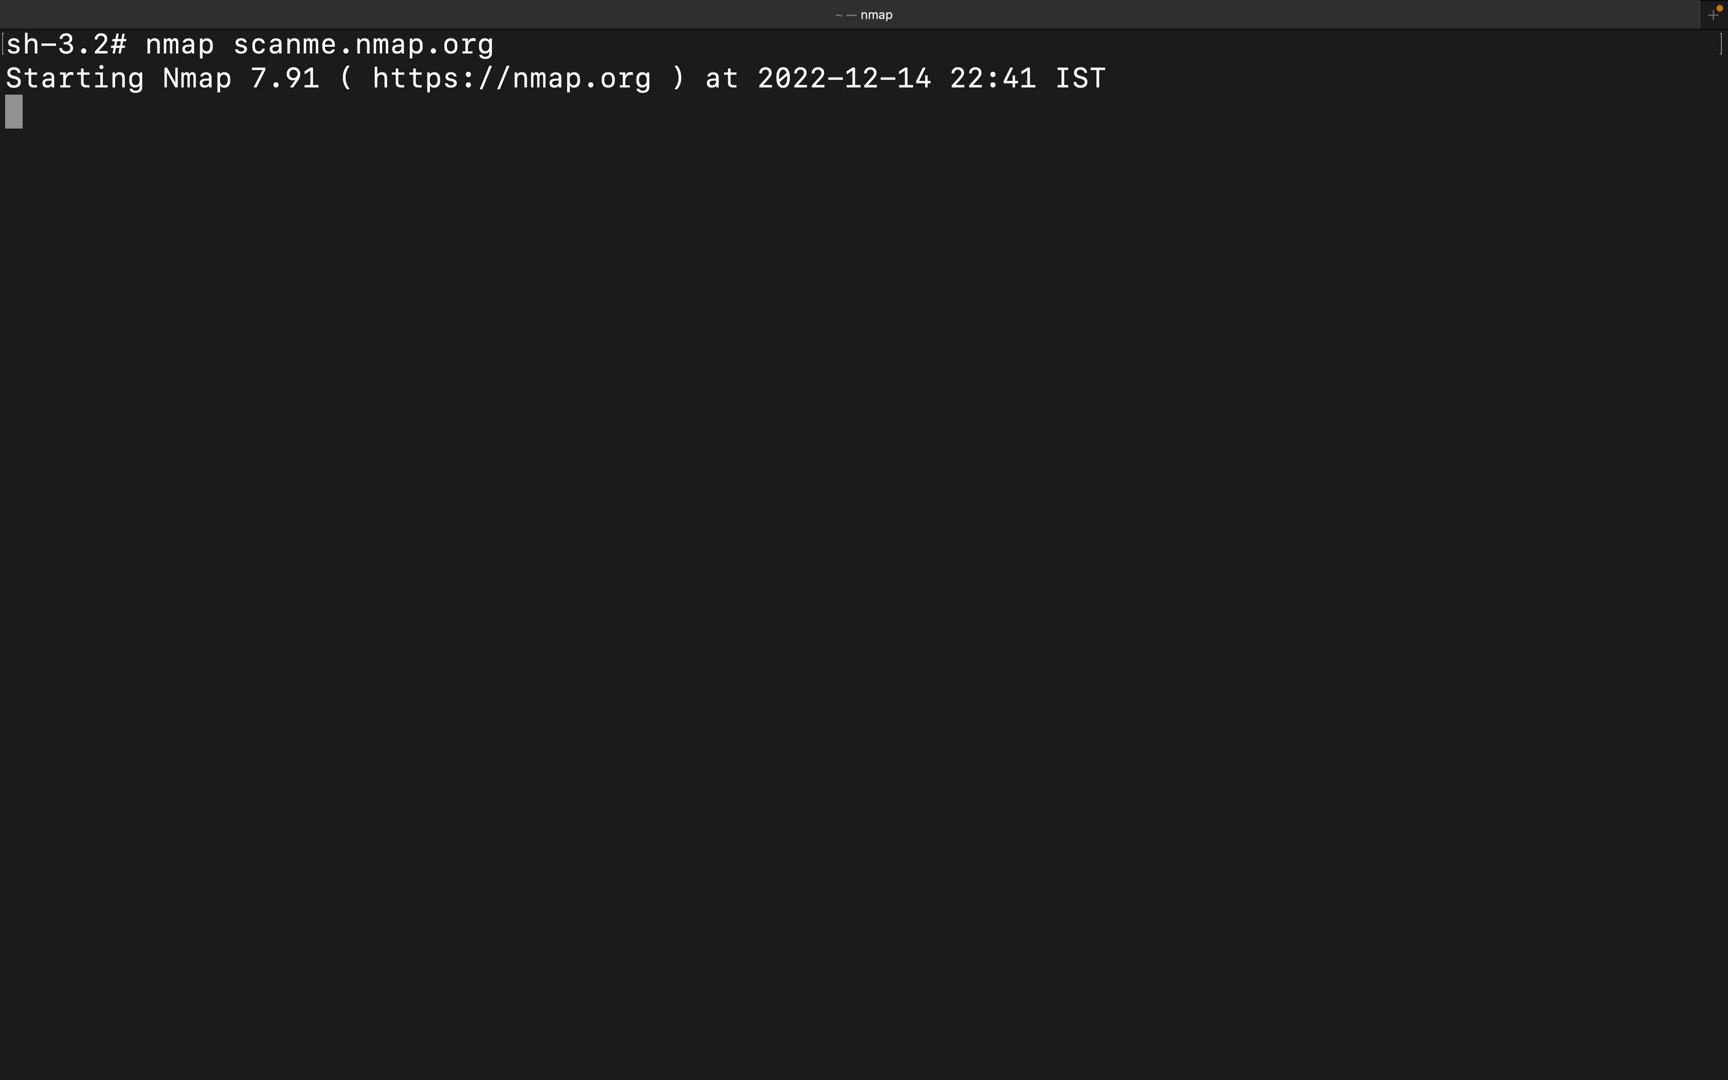 ~ — nmap
sh-3.2# nmap scanme.nmap.org
Starting Nmap 7.91 ( https://nmap.org ) at 2022-12-14 22:41 IST